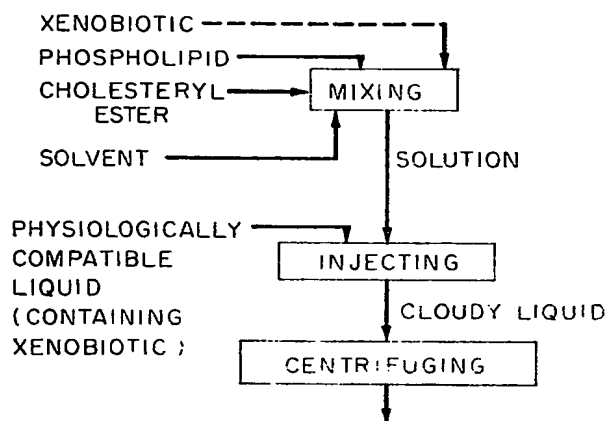 XENOBIOTIC
PHOSPHOLIPID
CHOLESTERYL
ESTER
MIXING
SOLVENT
SOLUTION
PHYSIOLOGICALLY
COMPATIBLE
LIQUID
(CONTAINING
XENOBIOTIC)
INJECTING
CLOUDY LIQUID
CENTRIFUGING